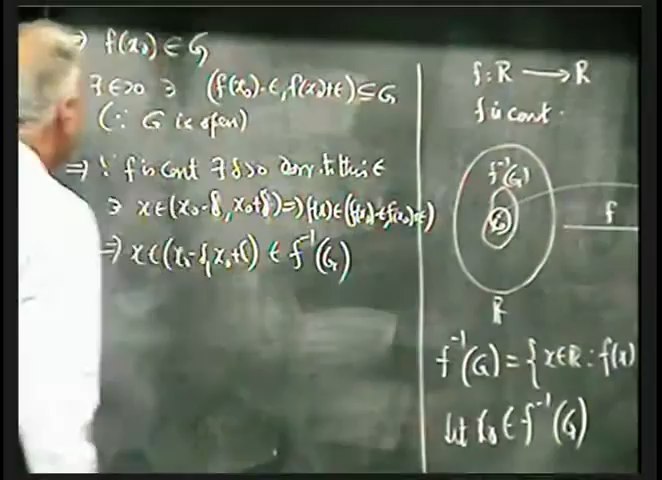 ⇒ f(x₀) ∈ G
∃ ε>0 ∋ (f(x₀)-ε, f(x₀)+ε) ⊆ G
(∵ G is open)
⇒ ∵ f is cont ∃ δ>0 corr. to this ε
∋ x∈(x₀-δ, x₀+δ) ⇒ f(x)∈(f(x₀)-ε, f(x₀)+ε)
⇒ x∈(x₀-δ, x₀+δ) ∈ f⁻¹(G)
f: R ⟶ R
f is cont.
f⁻¹(G)
x₀
f
R
f⁻¹(G) = { x∈R : f(x)
let x₀ ∈ f⁻¹(G)